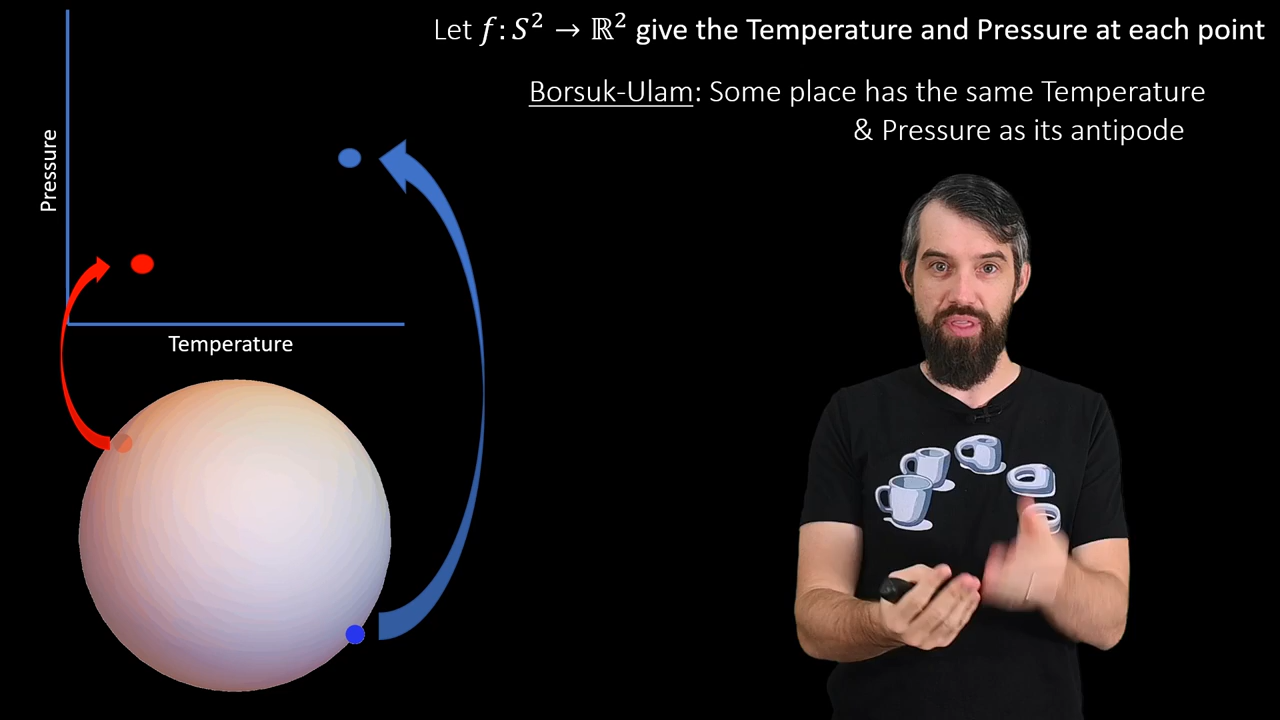 Let 𝑓: 𝑆² → ℝ² give the Temperature and Pressure at each point
Borsuk-Ulam: Some place has the same Temperature
& Pressure as its antipode
Pressure
Temperature